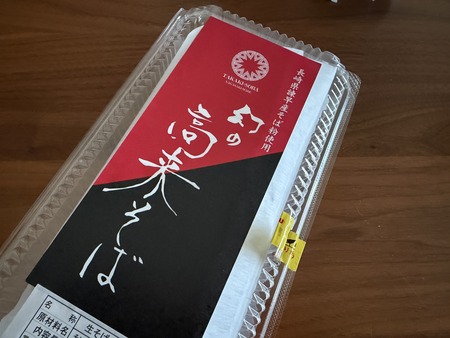 TAKAKI-SOBA
長崎県諫早産そば粉使用
幻の
高来そば
名 称
生そば
原材料名
内容量